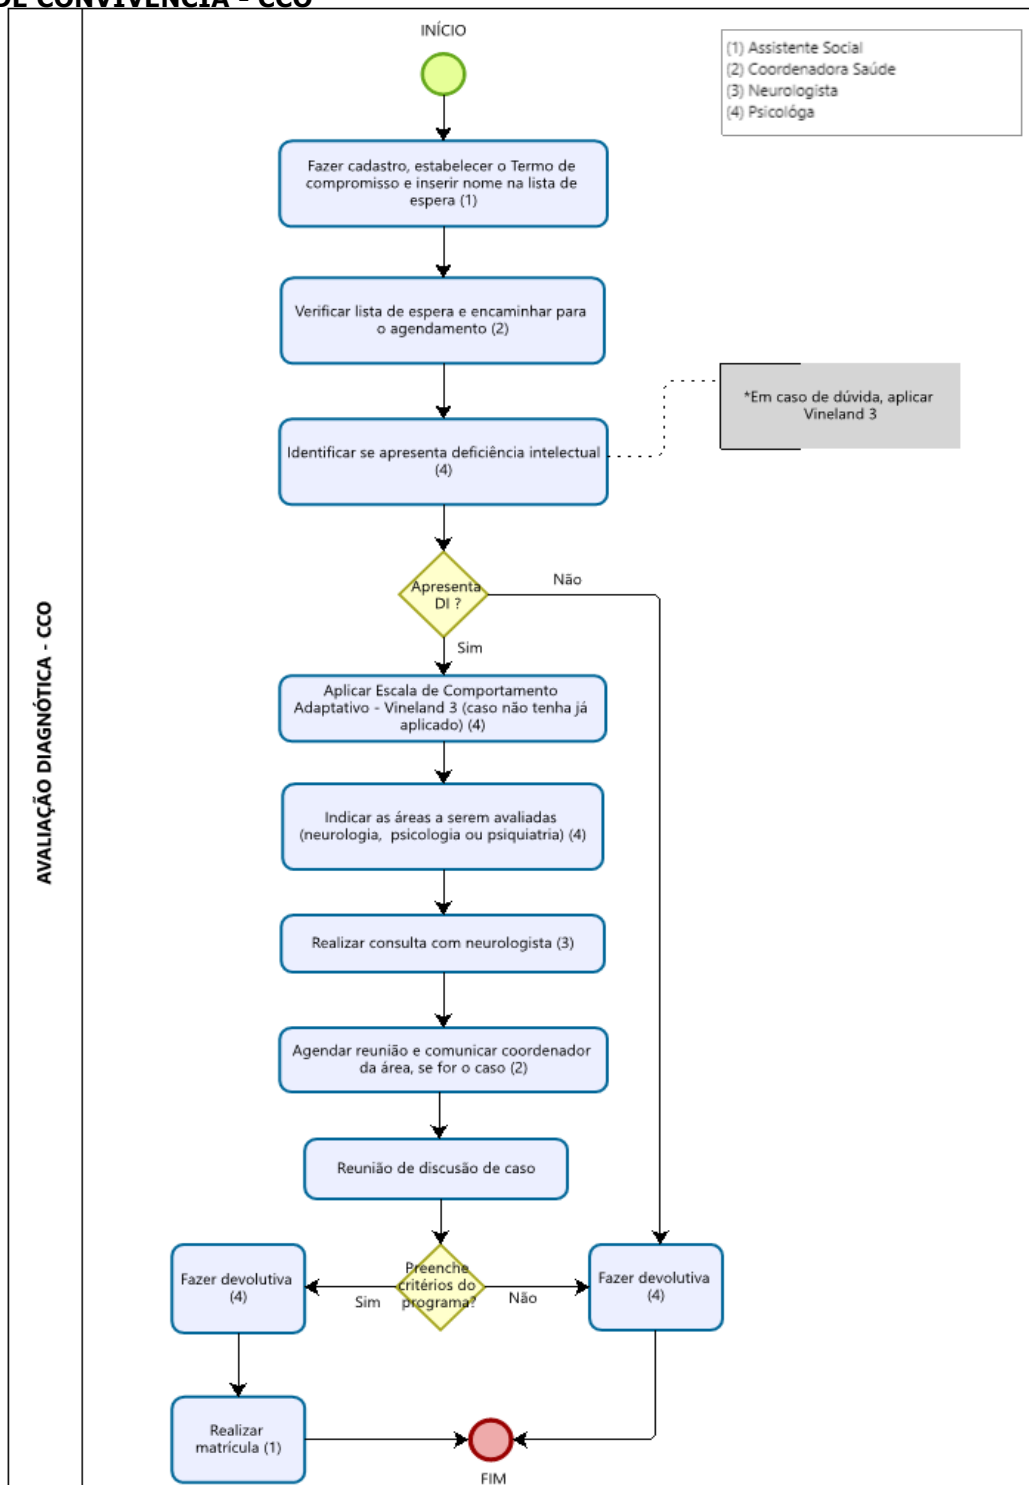 DE CONVIVÊNCIA - CCO
INÍCIO
(1) Assistente Social
(2) Coordenadora Saúde
(3) Neurologista
(4) Psicológa
Fazer cadastro, estabelecer o Termo de
compromisso e inserir nome na lista de
espera (1)
Verificar lista de espera e encaminhar para
o agendamento (2)
*Em caso de dúvida, aplicar
Vineland 3
Identificar se apresenta deficiência intelectual
(4)
Apresenta
DI ?
Não
Sim
Aplicar Escala de Comportamento
Adaptativo - Vineland 3 (caso não tenha já
aplicado) (4)
AVALIAÇÃO DIAGNÓTICA - CCO
Indicar as áreas a serem avaliadas
(neurologia, psicologia ou psiquiatria) (4)
Realizar consulta com neurologista (3)
Agendar reunião e comunicar coordenador
da área, se for o caso (2)
Reunião de discusão de caso
Preenche
critérios do
programa?
Sim
Não
Fazer devolutiva
(4)
Fazer devolutiva
(4)
Realizar
matrícula (1)
FIM